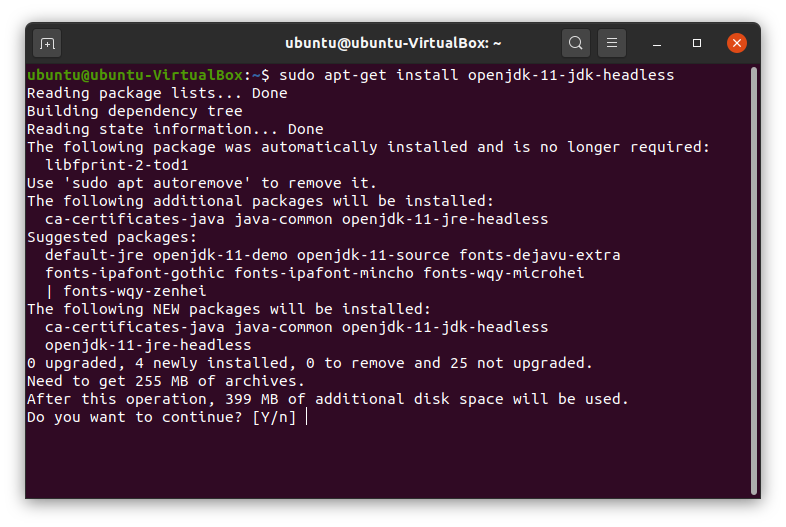 ubuntu@ubuntu-VirtualBox: ~
ubuntu@ubuntu-VirtualBox:~$ sudo apt-get install openjdk-11-jdk-headless
Reading package lists... Done
Building dependency tree
Reading state information... Done
The following package was automatically installed and is no longer required:
  libfprint-2-tod1
Use 'sudo apt autoremove' to remove it.
The following additional packages will be installed:
  ca-certificates-java java-common openjdk-11-jre-headless
Suggested packages:
  default-jre openjdk-11-demo openjdk-11-source fonts-dejavu-extra
  fonts-ipafont-gothic fonts-ipafont-mincho fonts-wqy-microhei
  | fonts-wqy-zenhei
The following NEW packages will be installed:
  ca-certificates-java java-common openjdk-11-jdk-headless
  openjdk-11-jre-headless
0 upgraded, 4 newly installed, 0 to remove and 25 not upgraded.
Need to get 255 MB of archives.
After this operation, 399 MB of additional disk space will be used.
Do you want to continue? [Y/n]